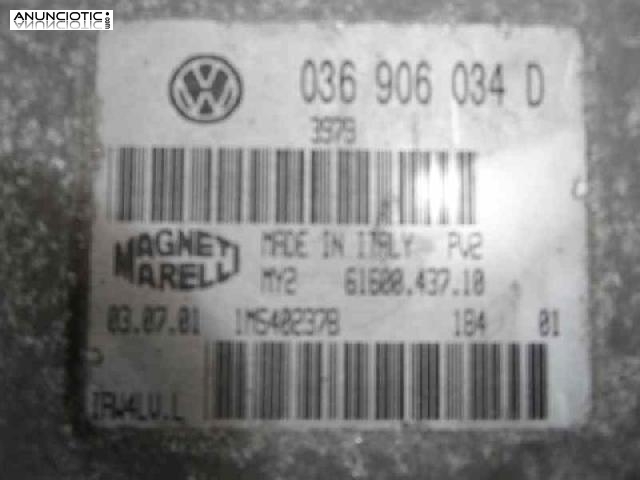 ANUNCIOTIC.com
036 906 034 D
3979
MAGNETI MARELLI
MADE IN ITALY PV2
MY2 61600.437.10
03.07.01 1M5402378 184 01
IAW4LV.L